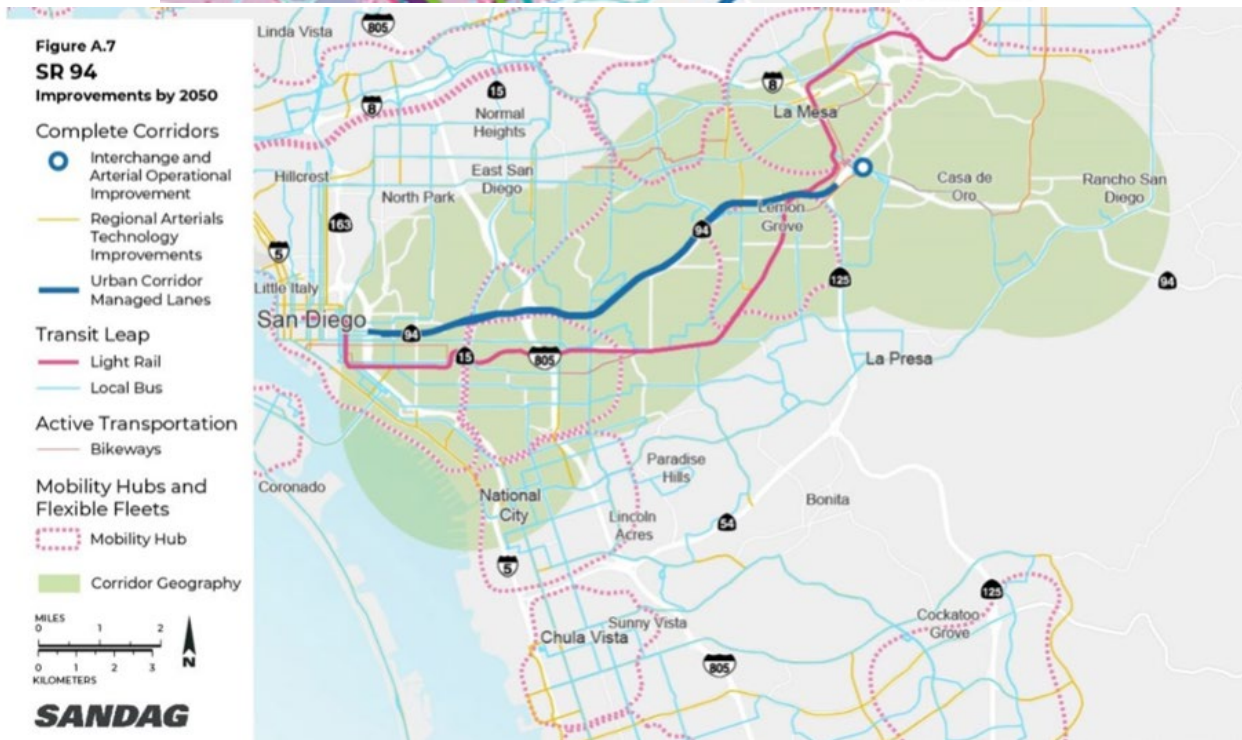 Figure A.7
SR 94
Improvements by 2050
Complete Corridors
Interchange and
Arterial Operational
Improvement
Regional Arterials
Technology
Improvements
Urban Corridor
Managed Lanes
Transit Leap
Light Rail
Local Bus
Active Transportation
Bikeways
Mobility Hubs and
Flexible Fleets
Mobility Hub
Corridor Geography
MILES
0 1 2
0 1 2 3
KILOMETERS
N
SANDAG
Linda Vista
805
8
15
Normal
Heights
8
La Mesa
Hillcrest
North Park
East San
Diego
163
5
Little Italy
San Diego
94
94
Lemon
Grove
Casa de
Oro
Rancho San
Diego
125
94
15
805
La Presa
Coronado
National
City
Paradise
Hills
Lincoln
Acres
Bonita
54
5
Chula Vista
Sunny Vista
805
125
Cockatoo
Grove